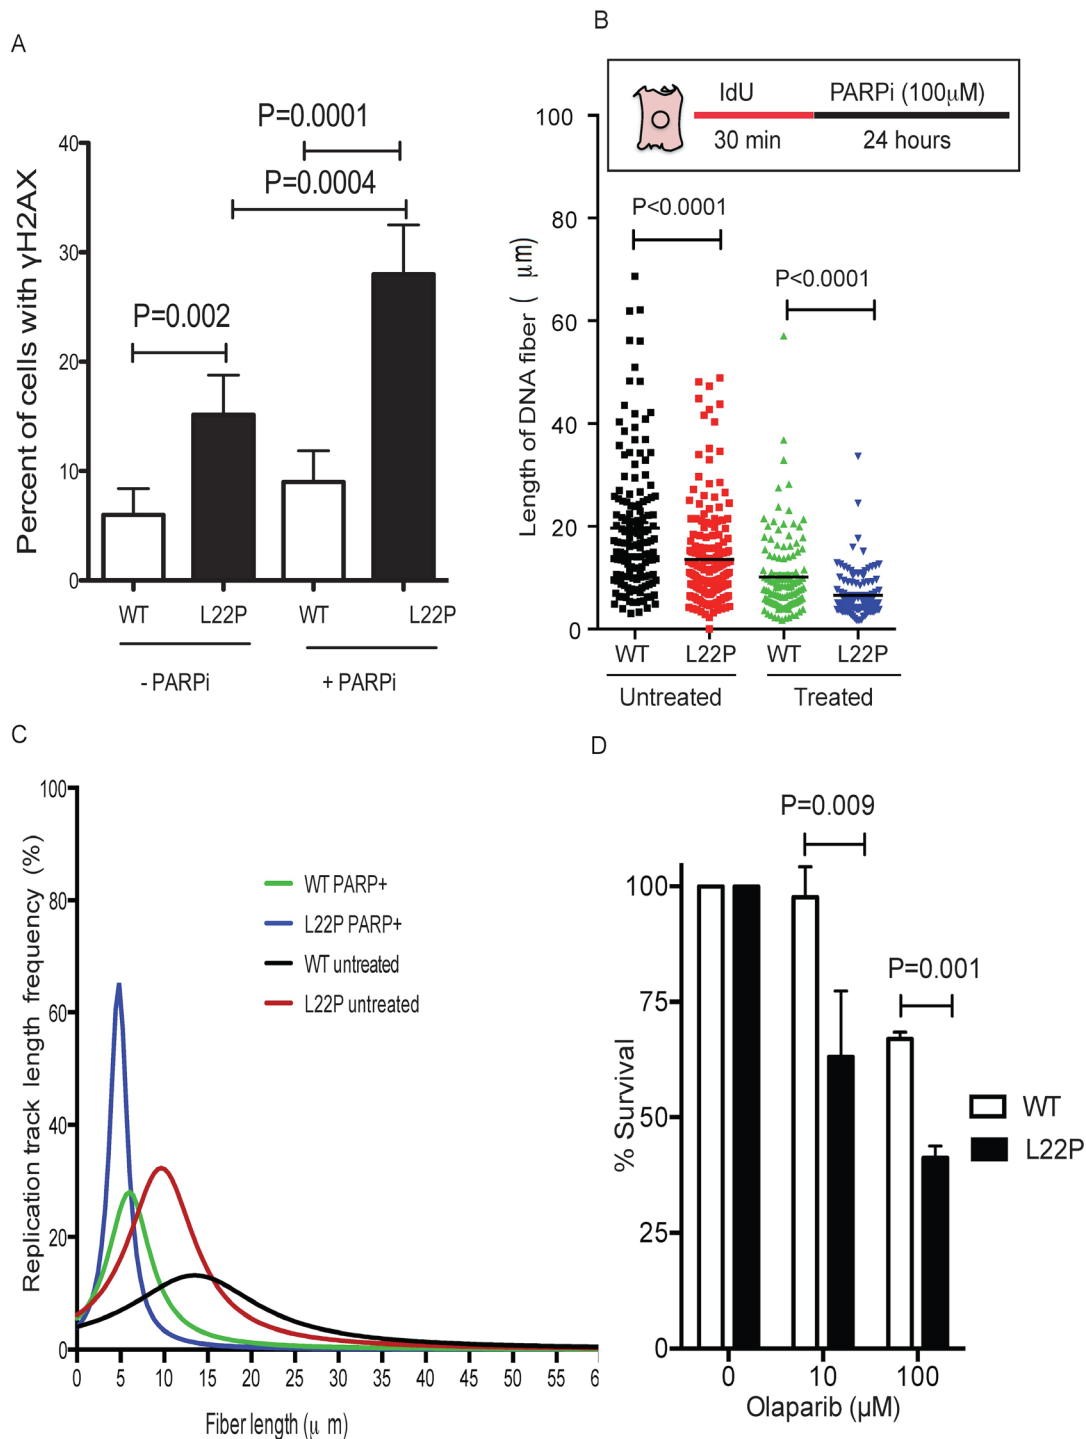 A
P=0.0001
P=0.0004
P=0.002
Percent of cells with γH2AX
40
30
20
10
0
WT L22P WT L22P
- PARPi + PARPi
B
IdU PARPi (100μM)
30 min 24 hours
P<0.0001
P<0.0001
Length of DNA fiber ( μm)
100
80
60
40
20
0
WT L22P WT L22P
Untreated Treated
C
Replication track length frequency (%)
100
80
60
40
20
0
WT PARP+
L22P PARP+
WT untreated
L22P untreated
0 5 10 15 20 25 30 35 40 45 50 55 6
Fiber length (μ m)
D
P=0.009
P=0.001
% Survival
100
75
50
25
0
WT
L22P
0 10 100
Olaparib (μM)